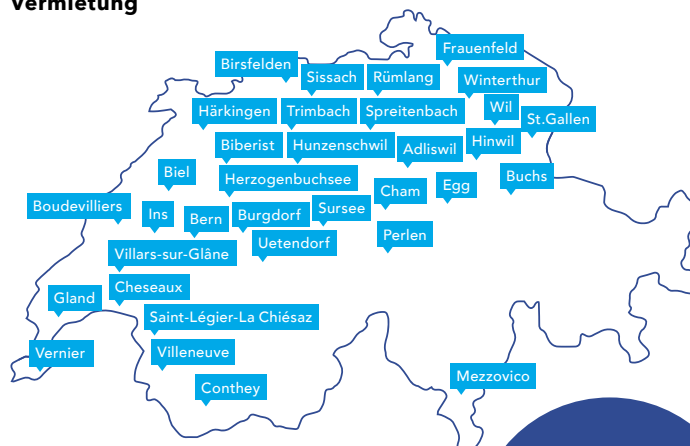 Vermietung
Frauenfeld
Birsfelden
Sissach
Rümlang
Winterthur
Härkingen
Trimbach
Spreitenbach
Wil
St.Gallen
Biberist
Hunzenschwil
Adliswil
Hinwil
Biel
Herzogenbuchsee
Cham
Egg
Buchs
Boudevilliers
Ins
Bern
Burgdorf
Sursee
Uetendorf
Perlen
Villars-sur-Glâne
Cheseaux
Gland
Saint-Légier-La Chiésaz
Vernier
Villeneuve
Conthey
Mezzovico